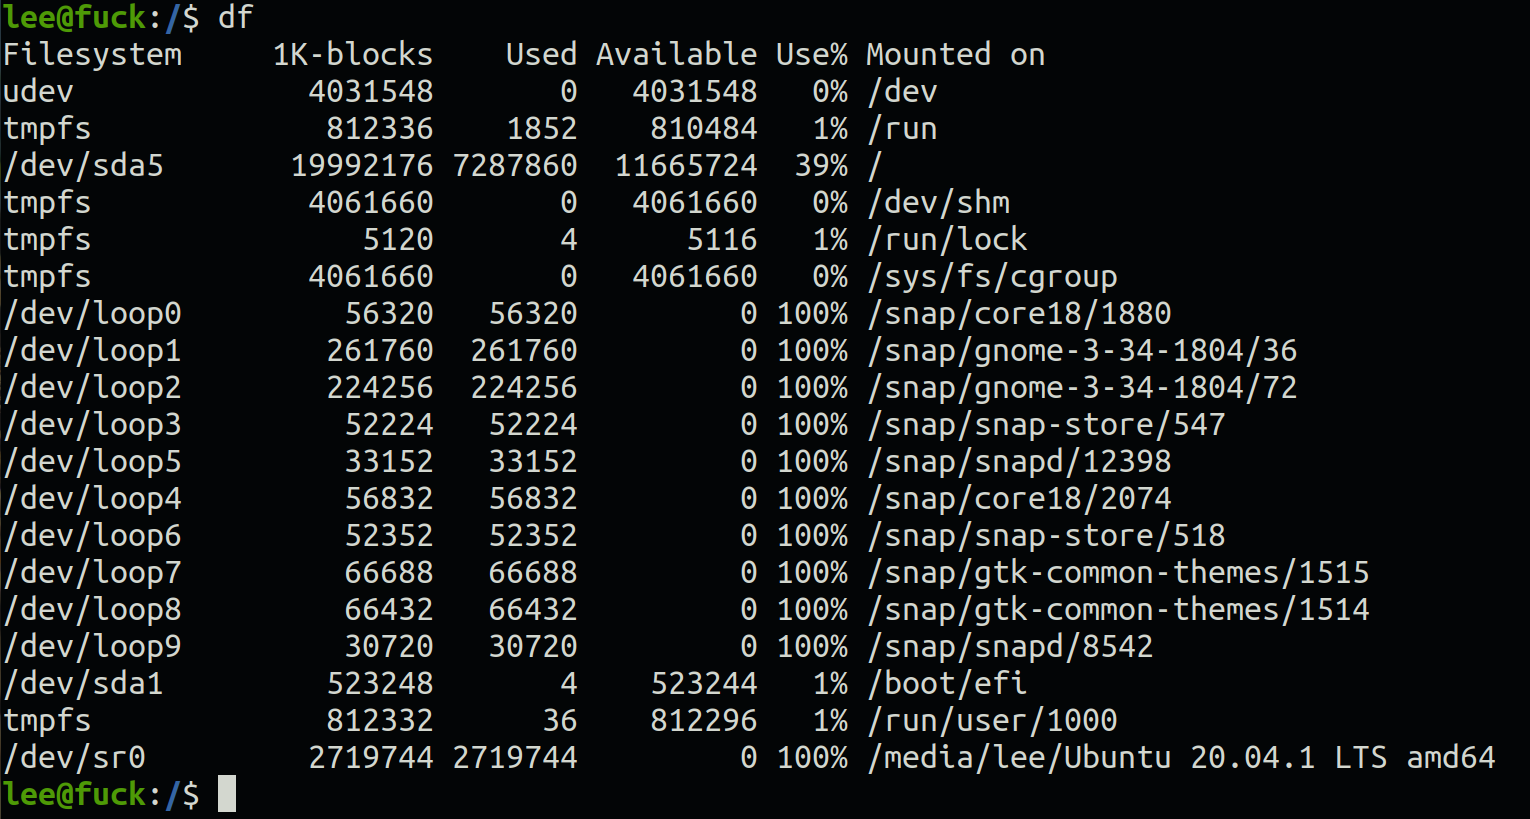 lee@fuck:/$ df
Filesystem     1K-blocks    Used Available Use% Mounted on
udev             4031548       0   4031548   0% /dev
tmpfs             812336    1852    810484   1% /run
/dev/sda5       19992176 7287860  11665724  39% /
tmpfs            4061660       0   4061660   0% /dev/shm
tmpfs               5120       4      5116   1% /run/lock
tmpfs            4061660       0   4061660   0% /sys/fs/cgroup
/dev/loop0         56320   56320         0 100% /snap/core18/1880
/dev/loop1        261760  261760         0 100% /snap/gnome-3-34-1804/36
/dev/loop2        224256  224256         0 100% /snap/gnome-3-34-1804/72
/dev/loop3         52224   52224         0 100% /snap/snap-store/547
/dev/loop5         33152   33152         0 100% /snap/snapd/12398
/dev/loop4         56832   56832         0 100% /snap/core18/2074
/dev/loop6         52352   52352         0 100% /snap/snap-store/518
/dev/loop7         66688   66688         0 100% /snap/gtk-common-themes/1515
/dev/loop8         66432   66432         0 100% /snap/gtk-common-themes/1514
/dev/loop9         30720   30720         0 100% /snap/snapd/8542
/dev/sda1         523248       4    523244   1% /boot/efi
tmpfs             812332      36    812296   1% /run/user/1000
/dev/sr0         2719744 2719744         0 100% /media/lee/Ubuntu 20.04.1 LTS amd64
lee@fuck:/$